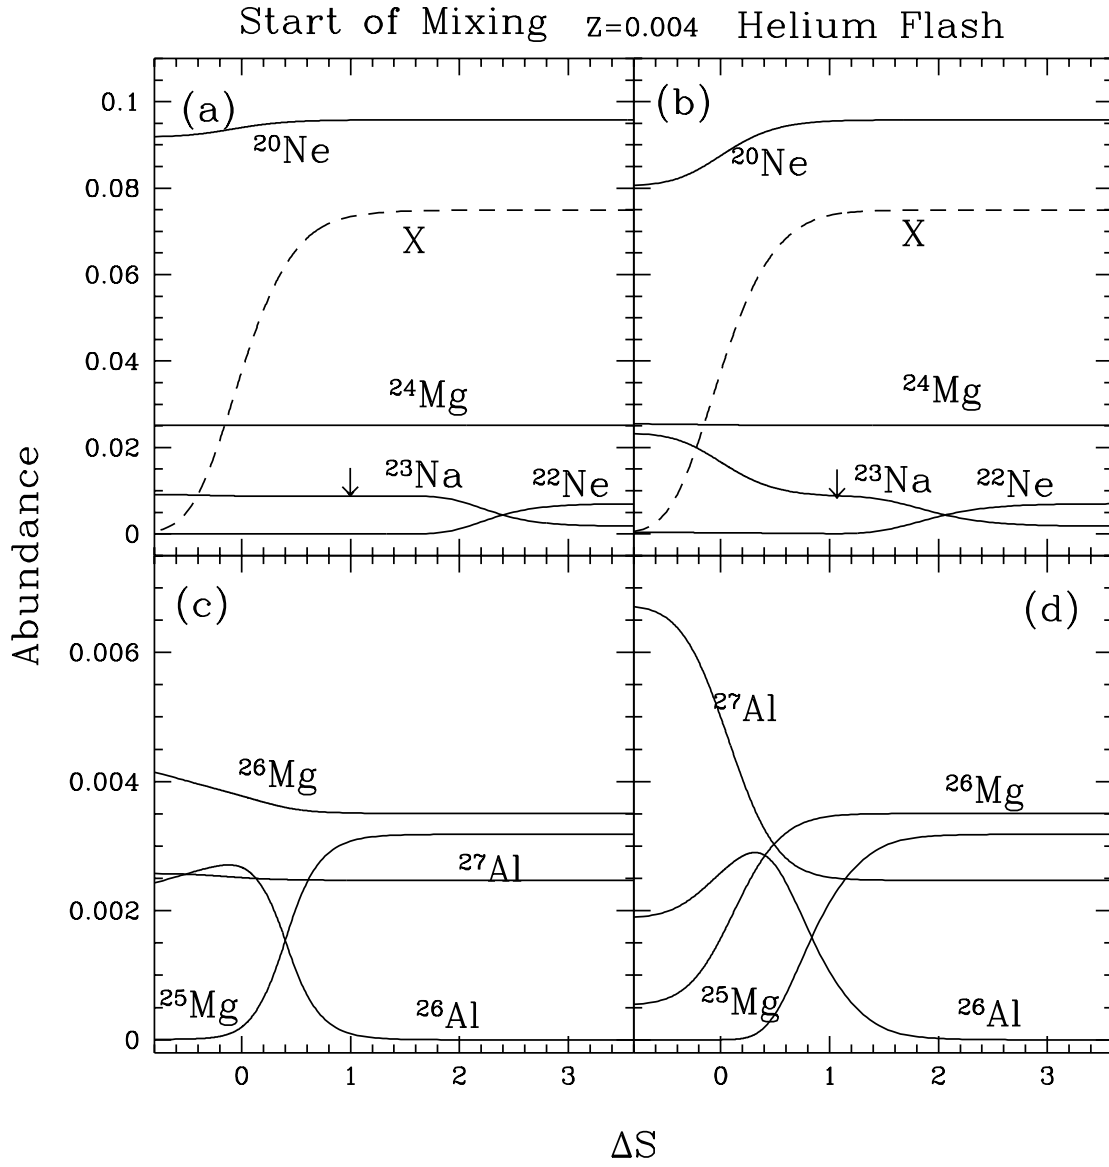 Start of Mixing Z=0.004 Helium Flash
(a) (b)
0.1
²⁰Ne ²⁰Ne
0.08
X X
0.06
0.04
²⁴Mg ²⁴Mg
0.02
²³Na ²²Ne ²³Na ²²Ne
0
Abundance
(c) (d)
0.006
²⁷Al
0.004
²⁶Mg ²⁶Mg
²⁷Al
0.002
²⁵Mg ²⁶Al ²⁵Mg ²⁶Al
0
0 1 2 3 0 1 2 3
ΔS